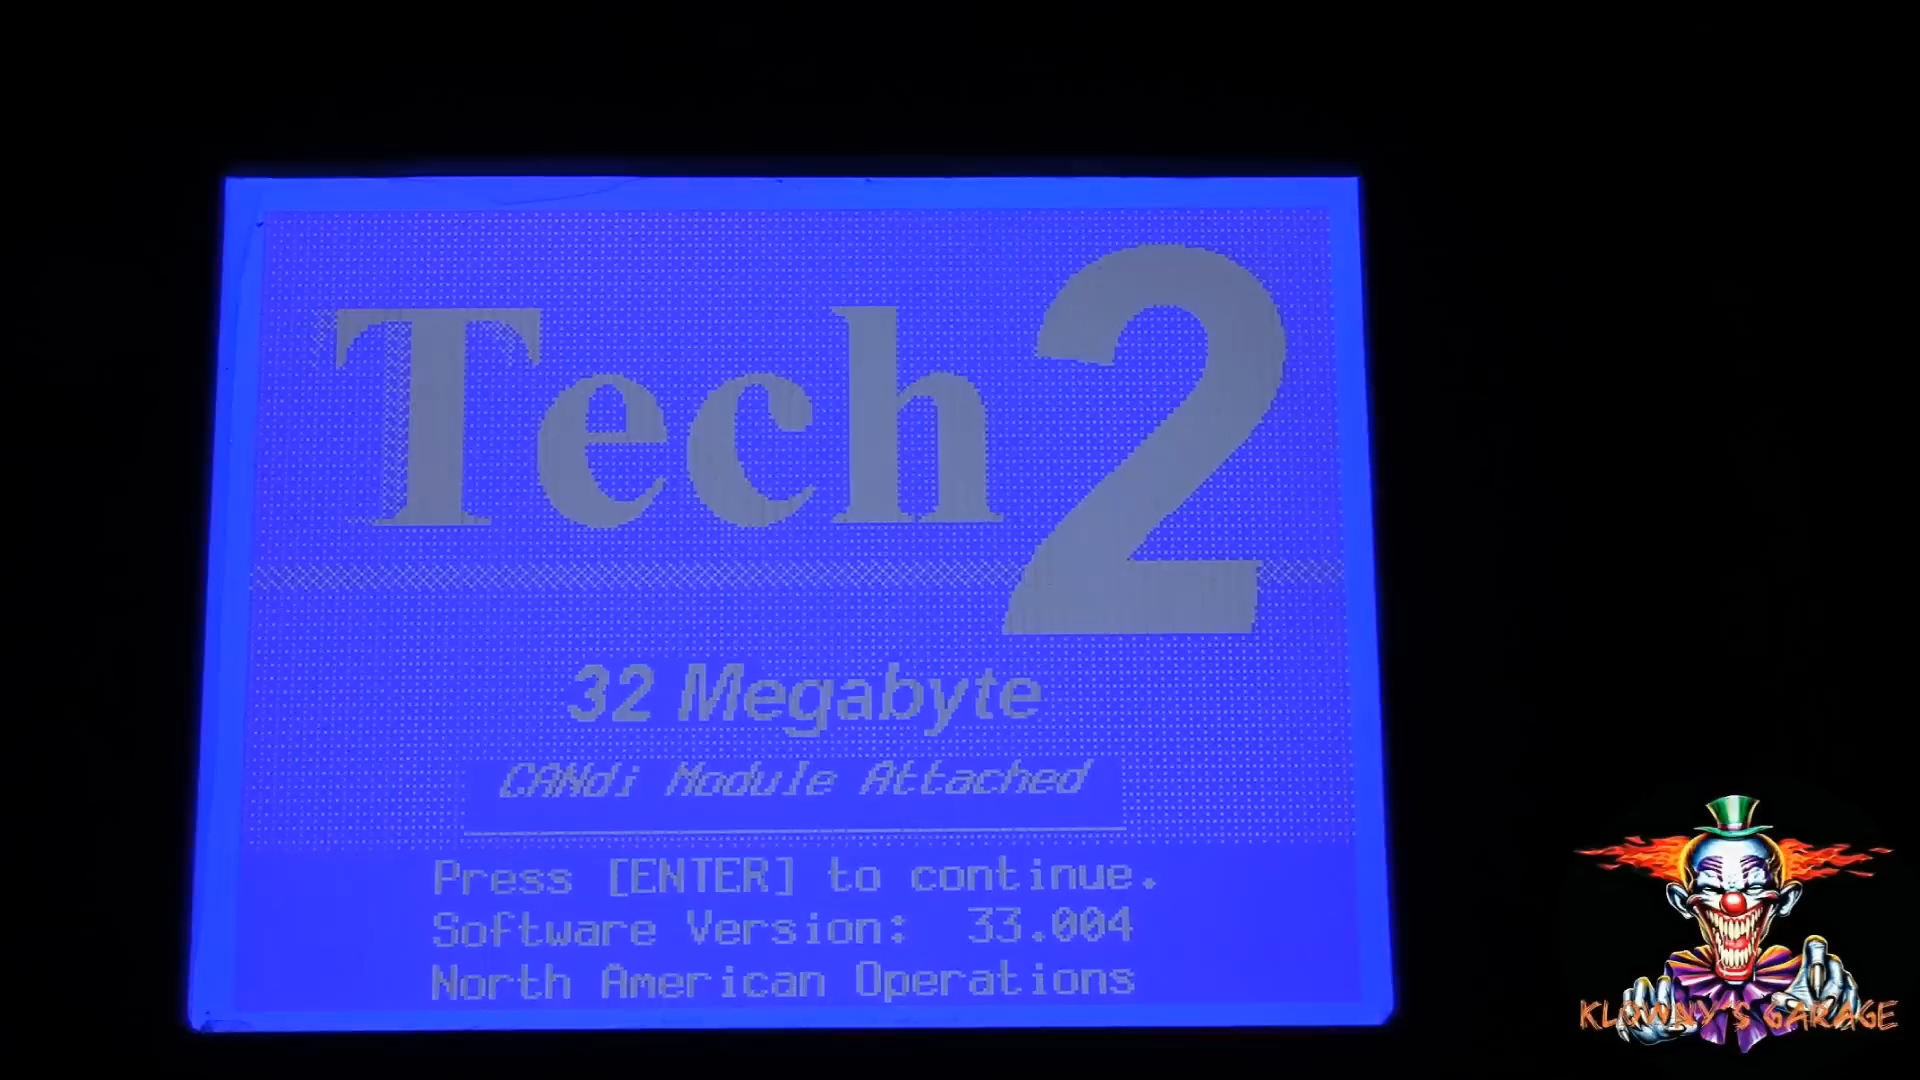 Tech 2
32 Megabyte
CANdi Module Attached
Press [ENTER] to continue.
Software Version: 33.004
North American Operations
KLOWNY'S GARAGE